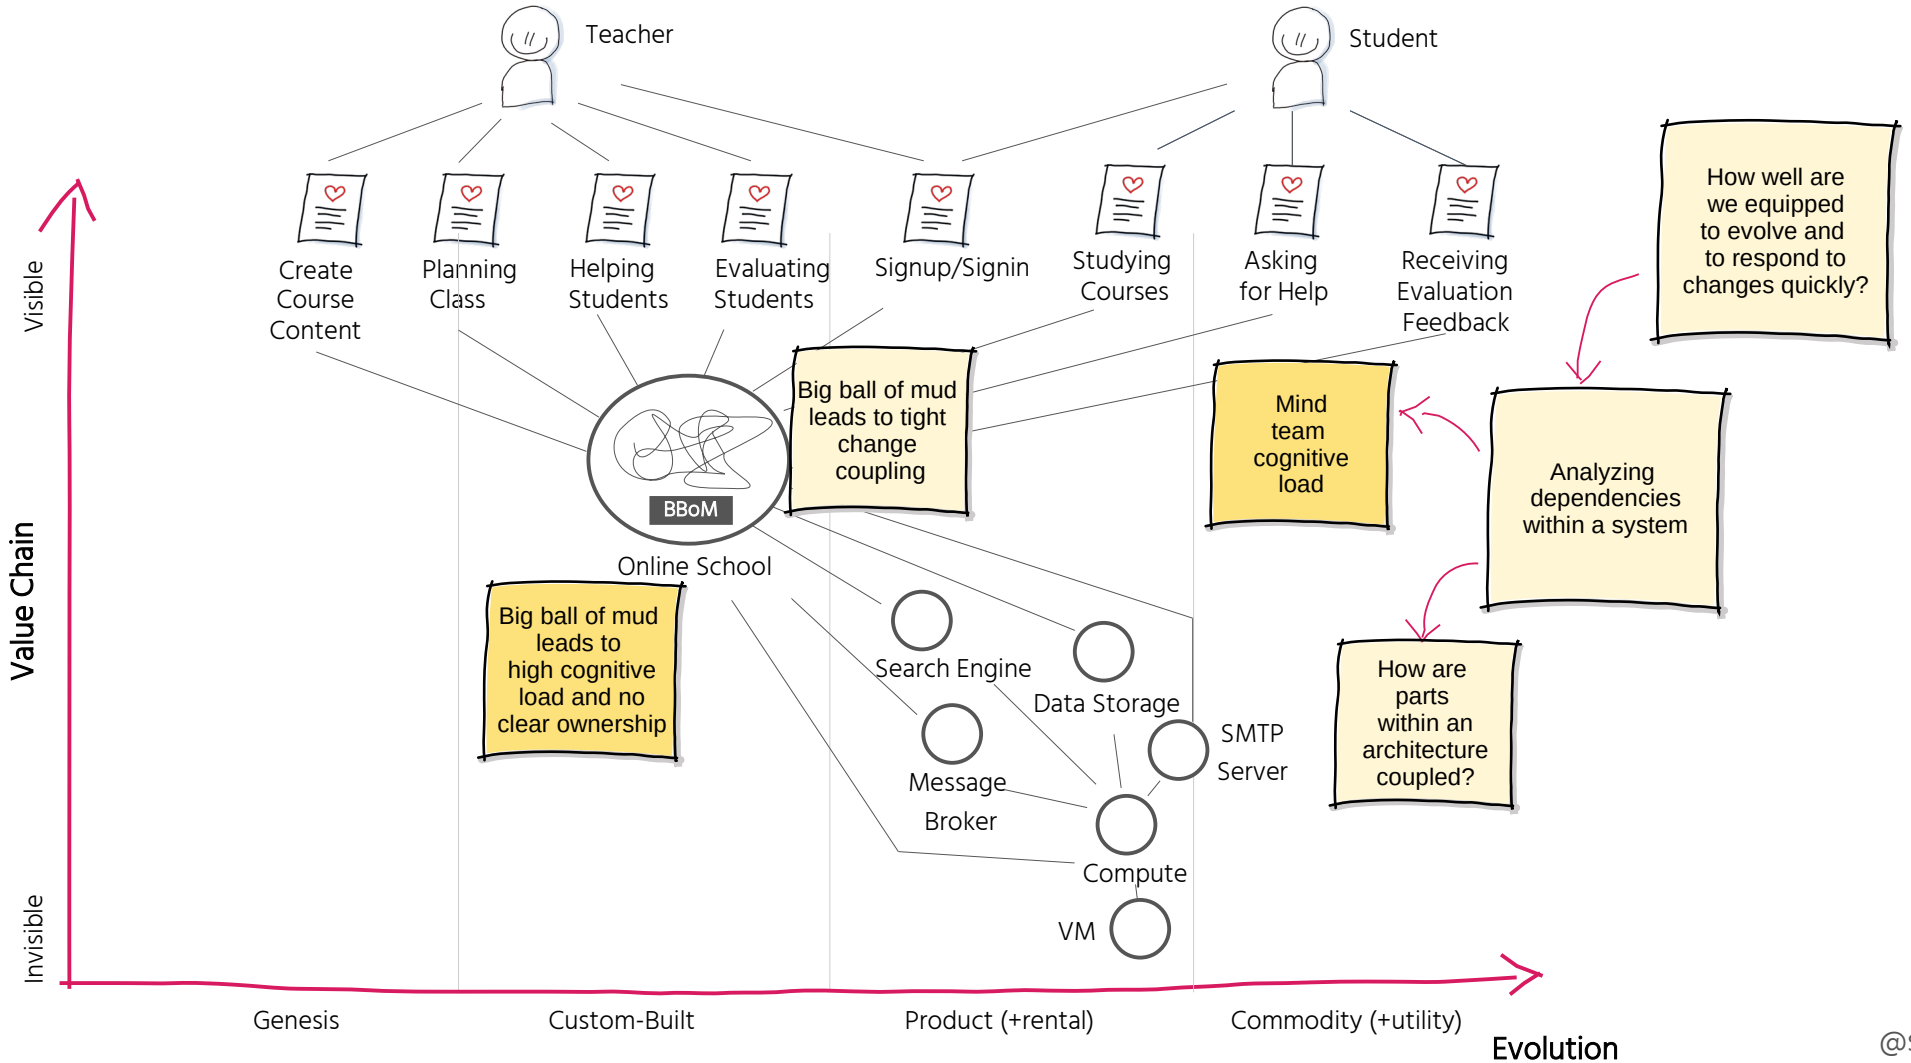 Teacher
Student
Create
Course
Content
Planning
Class
Helping
Students
Evaluating
Students
Signup/Signin
Studying
Courses
Asking
for Help
Receiving
Evaluation
Feedback
How well are
we equipped
to evolve and
to respond to
changes quickly?
Visible
Big ball of mud
leads to tight
change
coupling
Mind
team
cognitive
load
Analyzing
dependencies
within a system
BBoM
Online School
Value Chain
Big ball of mud
leads to
high cognitive
load and no
clear ownership
Search Engine
Data Storage
SMTP
Server
How are
parts
within an
architecture
coupled?
Message
Broker
Compute
VM
Invisible
Genesis
Custom-Built
Product (+rental)
Commodity (+utility)
Evolution